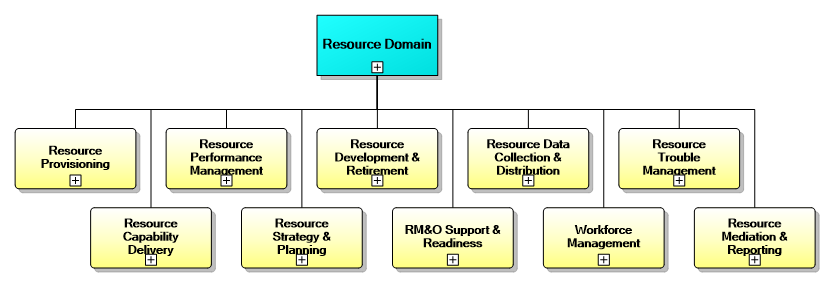 Resource Domain
Resource
Provisioning
Resource
Performance
Management
Resource
Development &
Retirement
Resource Data
Collection &
Distribution
Resource
Trouble
Management
Resource
Capability
Delivery
Resource
Strategy &
Planning
RM&O Support &
Readiness
Workforce
Management
Resource
Mediation &
Reporting